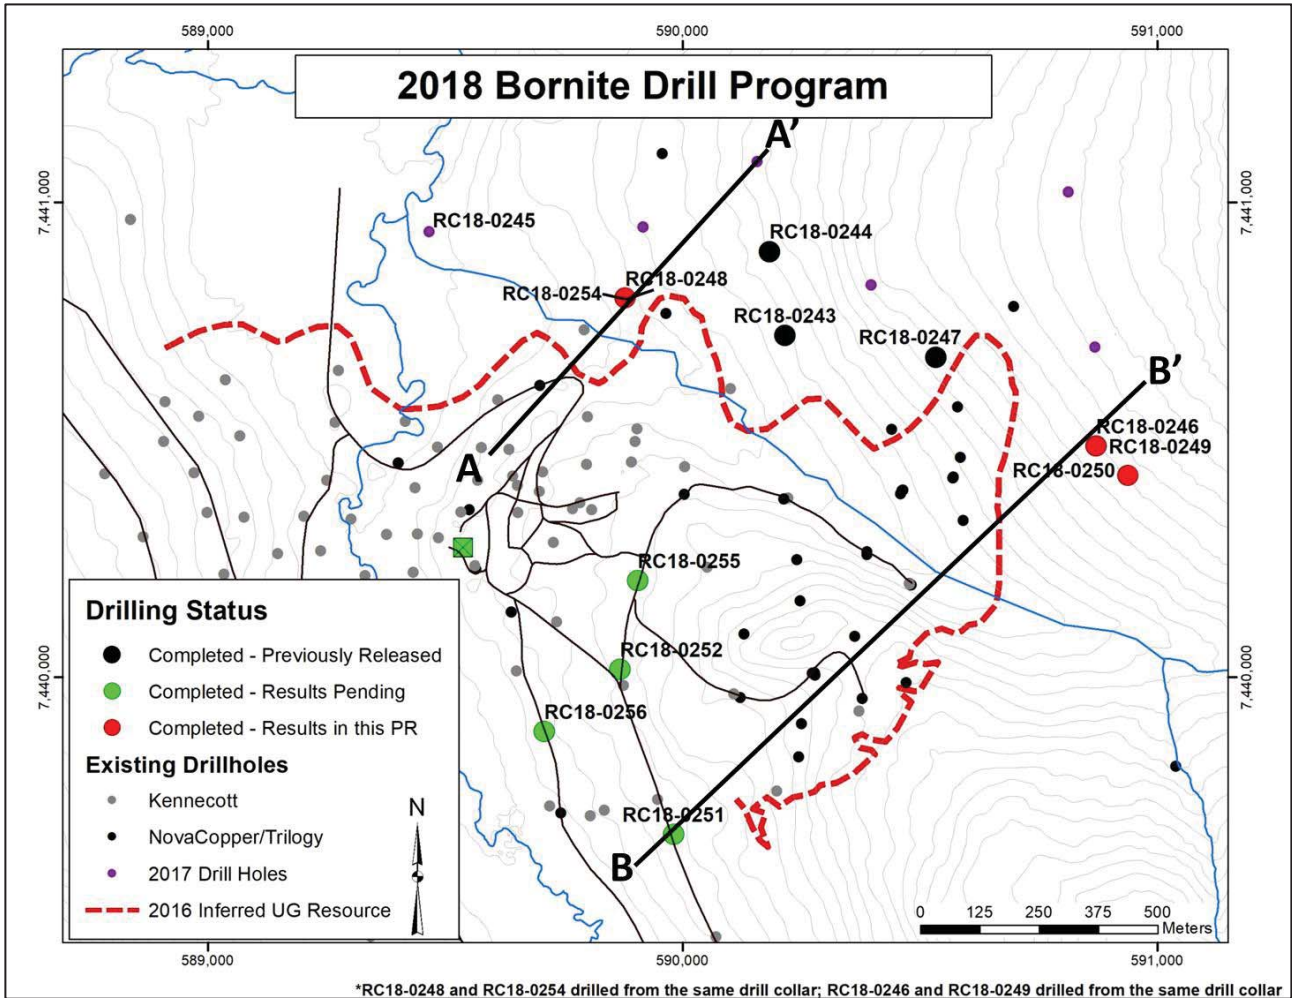 589,000
590,000
591,000
2018 Bornite Drill Program
A’
7,441,000
7,441,000
RC18-0245
RC18-0244
RC18-0248
RC18-0254
RC18-0243
RC18-0247
B’
RC18-0246
A
RC18-0249
RC18-0250
RC18-0255
RC18-0252
7,440,000
7,440,000
RC18-0256
RC18-0251
B
Drilling Status
Completed - Previously Released
Completed - Results Pending
Completed - Results in this PR
Existing Drillholes
Kennecott
N
NovaCopper/Trilogy
2017 Drill Holes
2016 Inferred UG Resource
0 125 250 375 500
Meters
589,000
590,000
591,000
*RC18-0248 and RC18-0254 drilled from the same drill collar; RC18-0246 and RC18-0249 drilled from the same drill collar